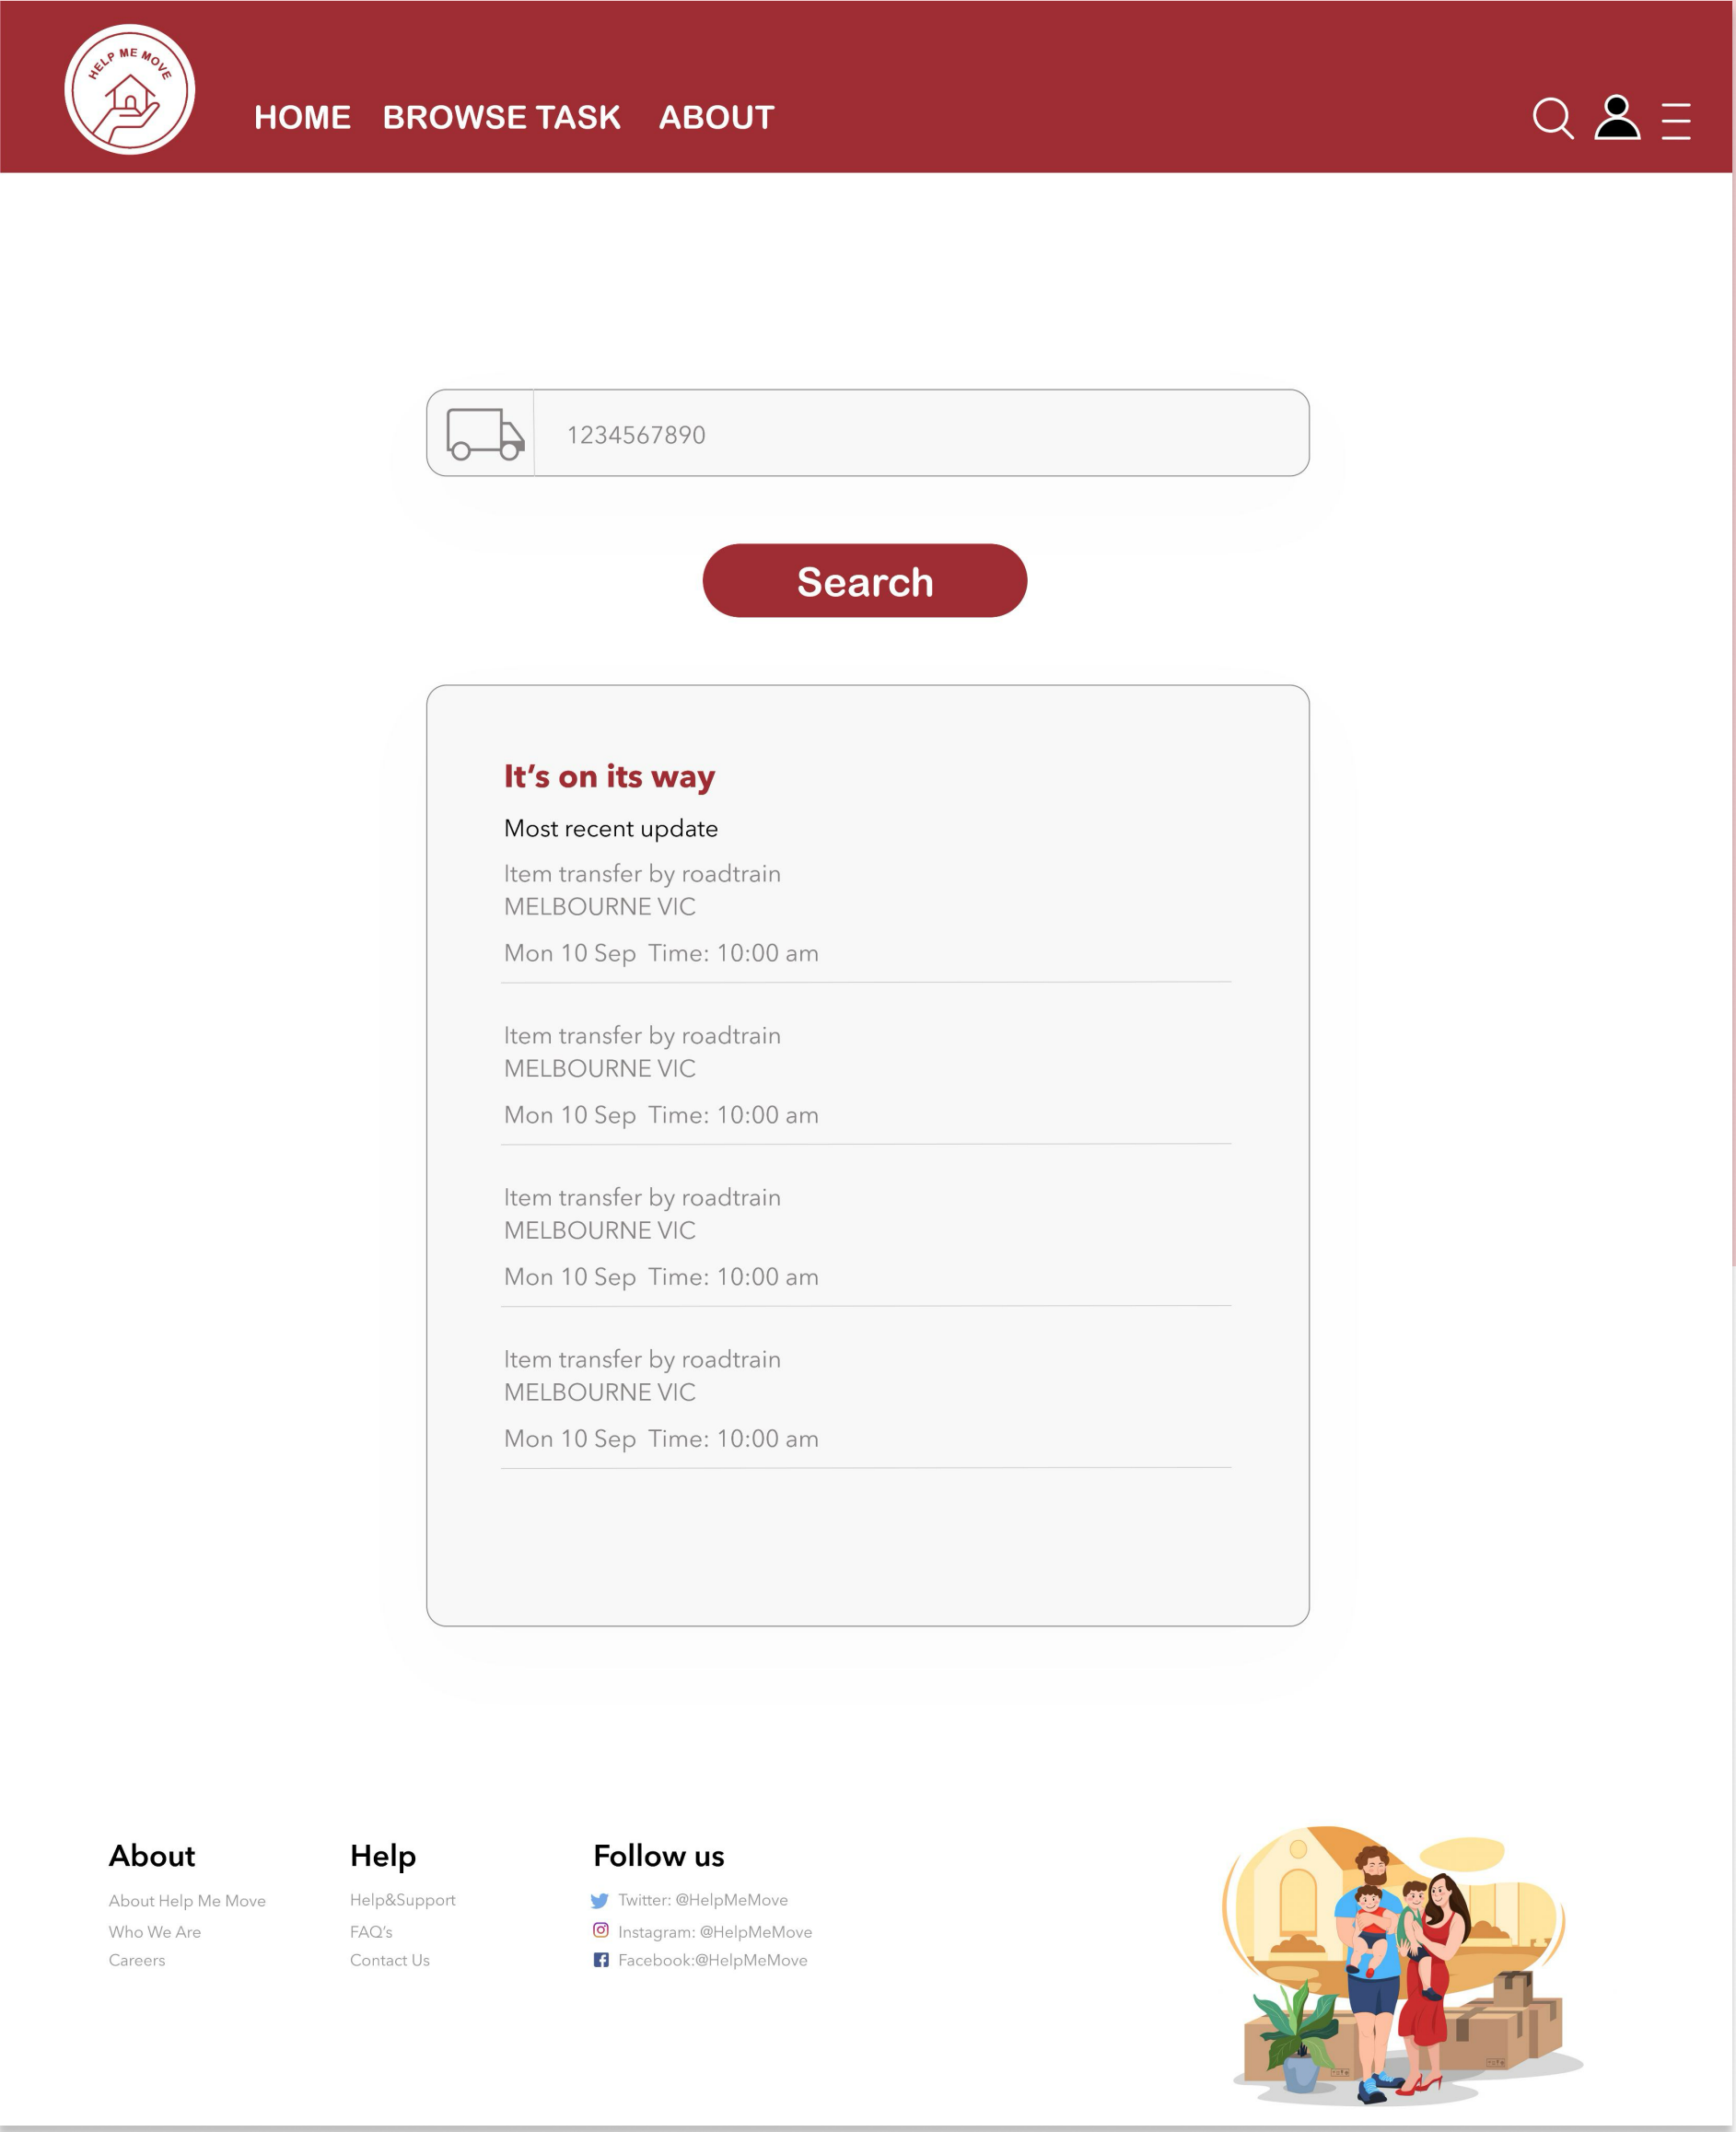 HELP ME MOVE
HOME BROWSE TASK ABOUT
1234567890
Search
It's on its way
Most recent update
Item transfer by roadtrain
MELBOURNE VIC
Mon 10 Sep Time: 10:00 am
Item transfer by roadtrain
MELBOURNE VIC
Mon 10 Sep Time: 10:00 am
Item transfer by roadtrain
MELBOURNE VIC
Mon 10 Sep Time: 10:00 am
Item transfer by roadtrain
MELBOURNE VIC
Mon 10 Sep Time: 10:00 am
About
About Help Me Move
Who We Are
Careers
Help
Help&Support
FAQ's
Contact Us
Follow us
Twitter: @HelpMeMove
Instagram: @HelpMeMove
Facebook:@HelpMeMove